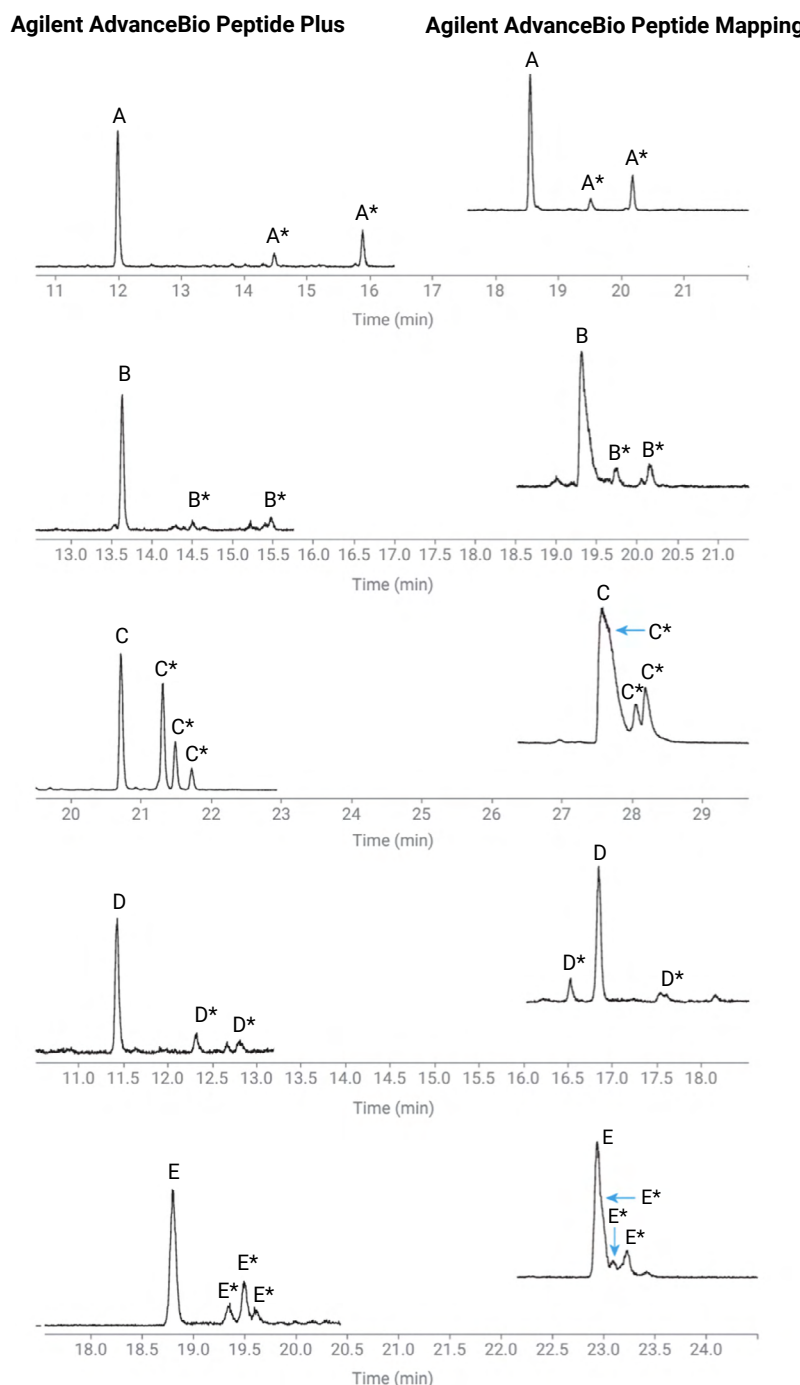 Agilent AdvanceBio Peptide Plus Agilent AdvanceBio Peptide Mapping
A A
A* A* A* A*
11 12 13 14 15 16 17 18 19 20 21
Time (min)
B B
B* B* B* B*
13.0 13.5 14.0 14.5 15.0 15.5 16.0 16.5 17.0 17.5 18.0 18.5 19.0 19.5 20.0 20.5 21.0
Time (min)
C C
C* C* C* C* C* C*
20 21 22 23 24 25 26 27 28 29
Time (min)
D D
D* D* D* D*
11.0 11.5 12.0 12.5 13.0 13.5 14.0 14.5 15.0 15.5 16.0 16.5 17.0 17.5 18.0
Time (min)
E E
E* E* E* E* E* E*
18.0 18.5 19.0 19.5 20.0 20.5 21.0 21.5 22.0 22.5 23.0 23.5 24.0
Time (min)